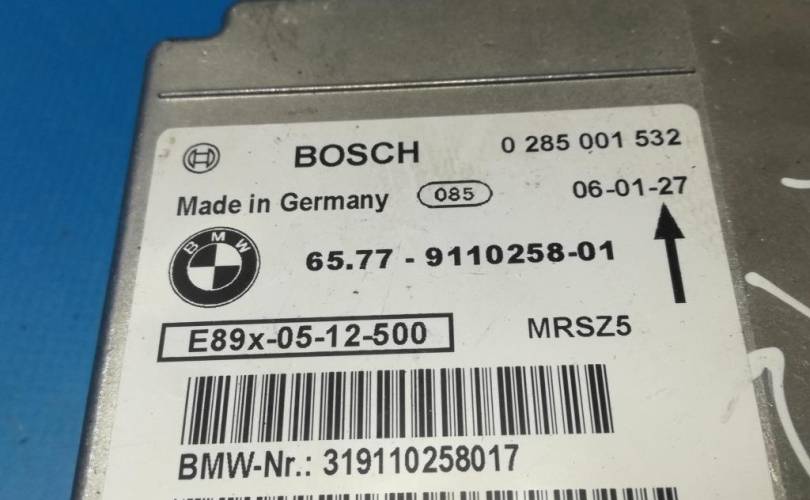 BOSCH 0 285 001 532
Made in Germany 085 06-01-27
BMW
65.77 - 9110258-01
E89x-05-12-500 MRSZ5
BMW-Nr.: 319110258017